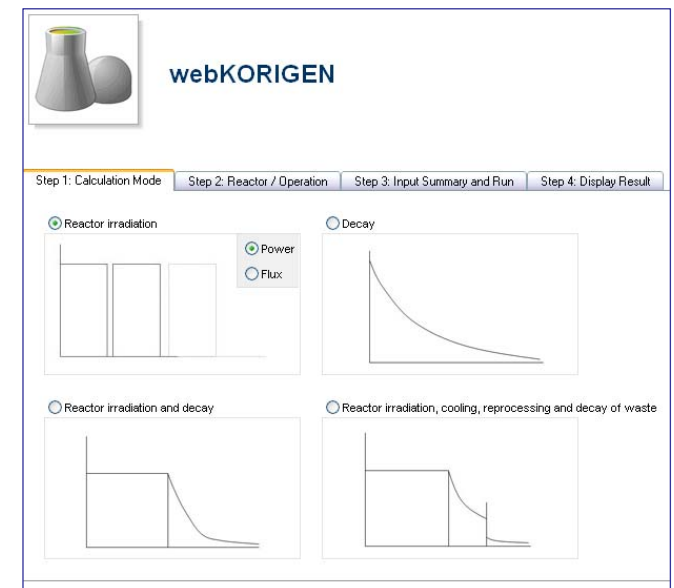 webKORIGEN
Step 1: Calculation Mode
Step 2: Reactor / Operation
Step 3: Input Summary and Run
Step 4: Display Result
Reactor irradiation
Power
Flux
Decay
Reactor irradiation and decay
Reactor irradiation, cooling, reprocessing and decay of waste